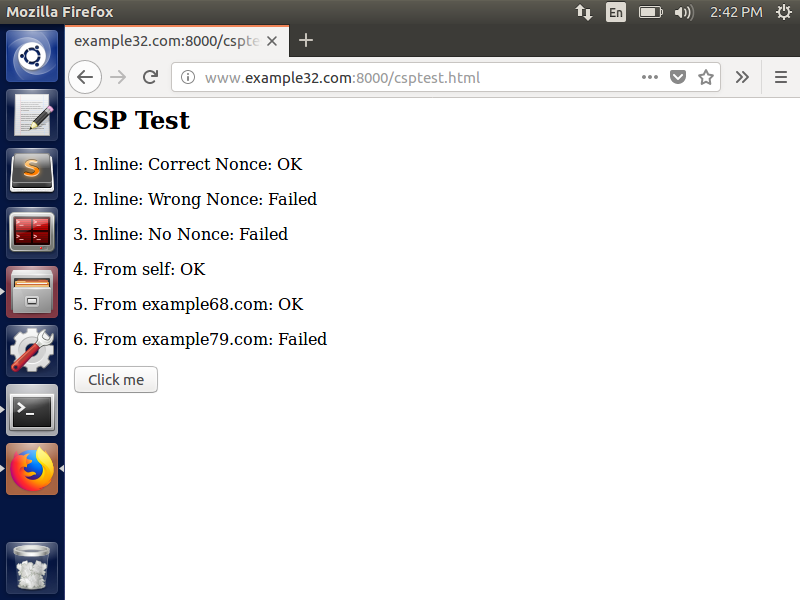 Mozilla Firefox
En
2:42 PM
example32.com:8000/cspte
www.example32.com:8000/csptest.html
CSP Test
1. Inline: Correct Nonce: OK
2. Inline: Wrong Nonce: Failed
3. Inline: No Nonce: Failed
4. From self: OK
5. From example68.com: OK
6. From example79.com: Failed
Click me